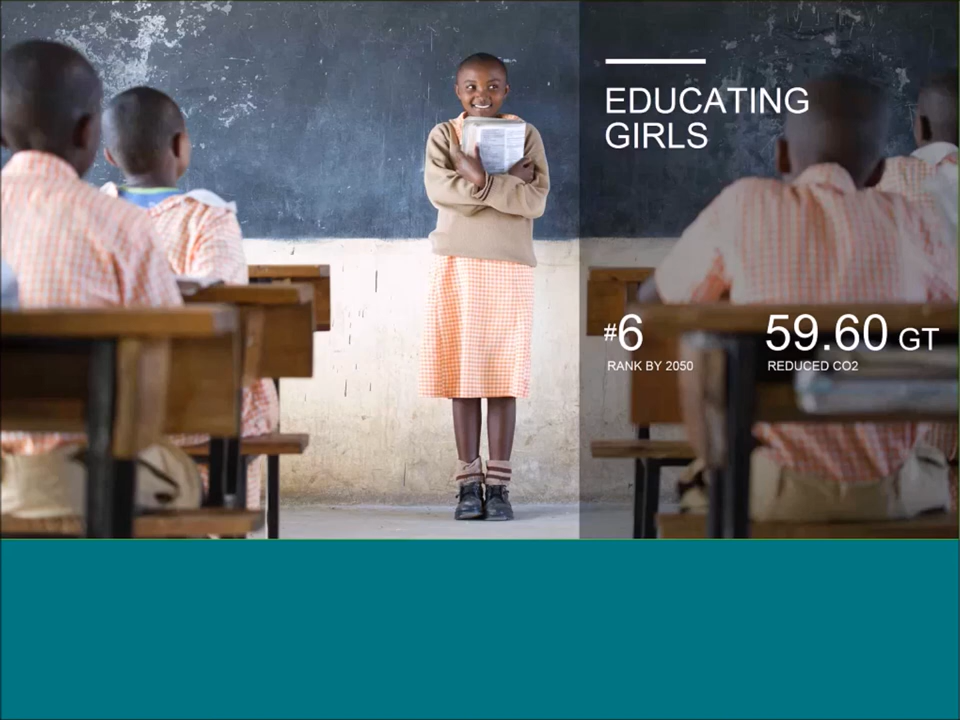 EDUCATING
GIRLS
#6
RANK BY 2050
59.60 GT
REDUCED CO2